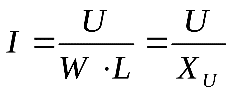 I = U / (W · L) = U / X_U